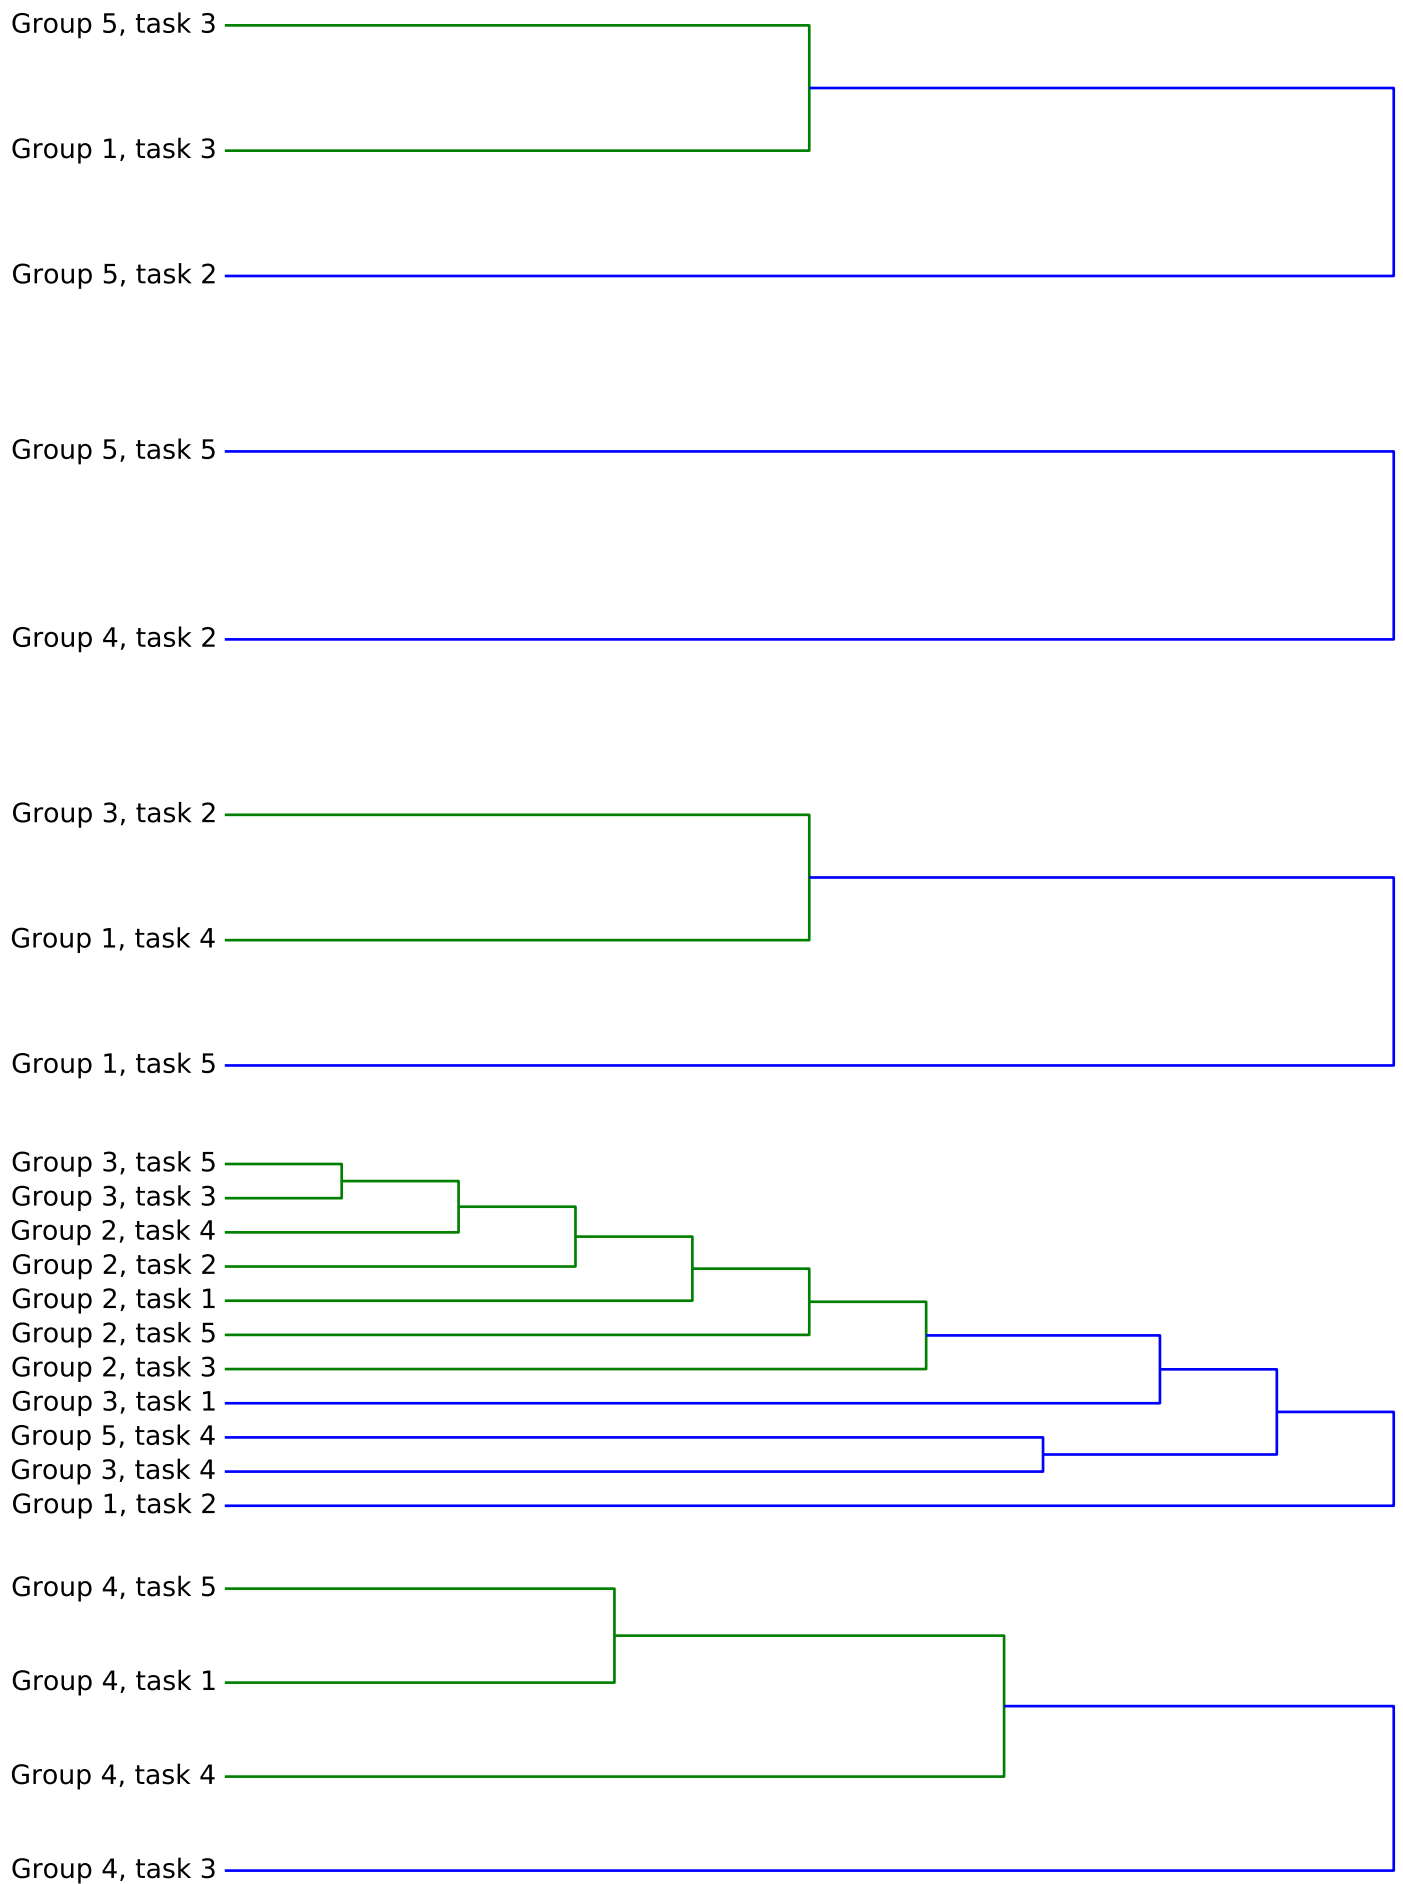 Group 5, task 3
Group 1, task 3
Group 5, task 2
Group 5, task 5
Group 4, task 2
Group 3, task 2
Group 1, task 4
Group 1, task 5
Group 3, task 5
Group 3, task 3
Group 2, task 4
Group 2, task 2
Group 2, task 1
Group 2, task 5
Group 2, task 3
Group 3, task 1
Group 5, task 4
Group 3, task 4
Group 1, task 2
Group 4, task 5
Group 4, task 1
Group 4, task 4
Group 4, task 3